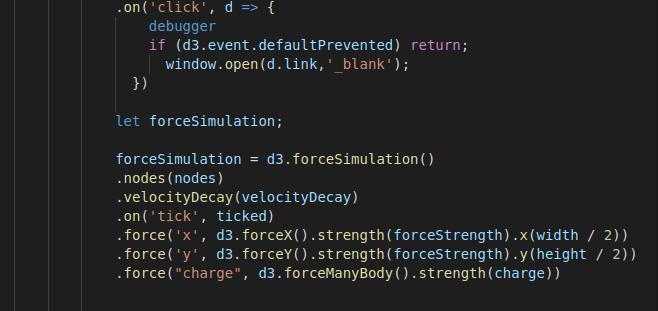 .on('click', d => {
debugger
if (d3.event.defaultPrevented) return;
window.open(d.link,'_blank');
})
let forceSimulation;
forceSimulation = d3.forceSimulation()
.nodes(nodes)
.velocityDecay(velocityDecay)
.on('tick', ticked)
.force('x', d3.forceX().strength(forceStrength).x(width / 2))
.force('y', d3.forceY().strength(forceStrength).y(height / 2))
.force("charge", d3.forceManyBody().strength(charge))